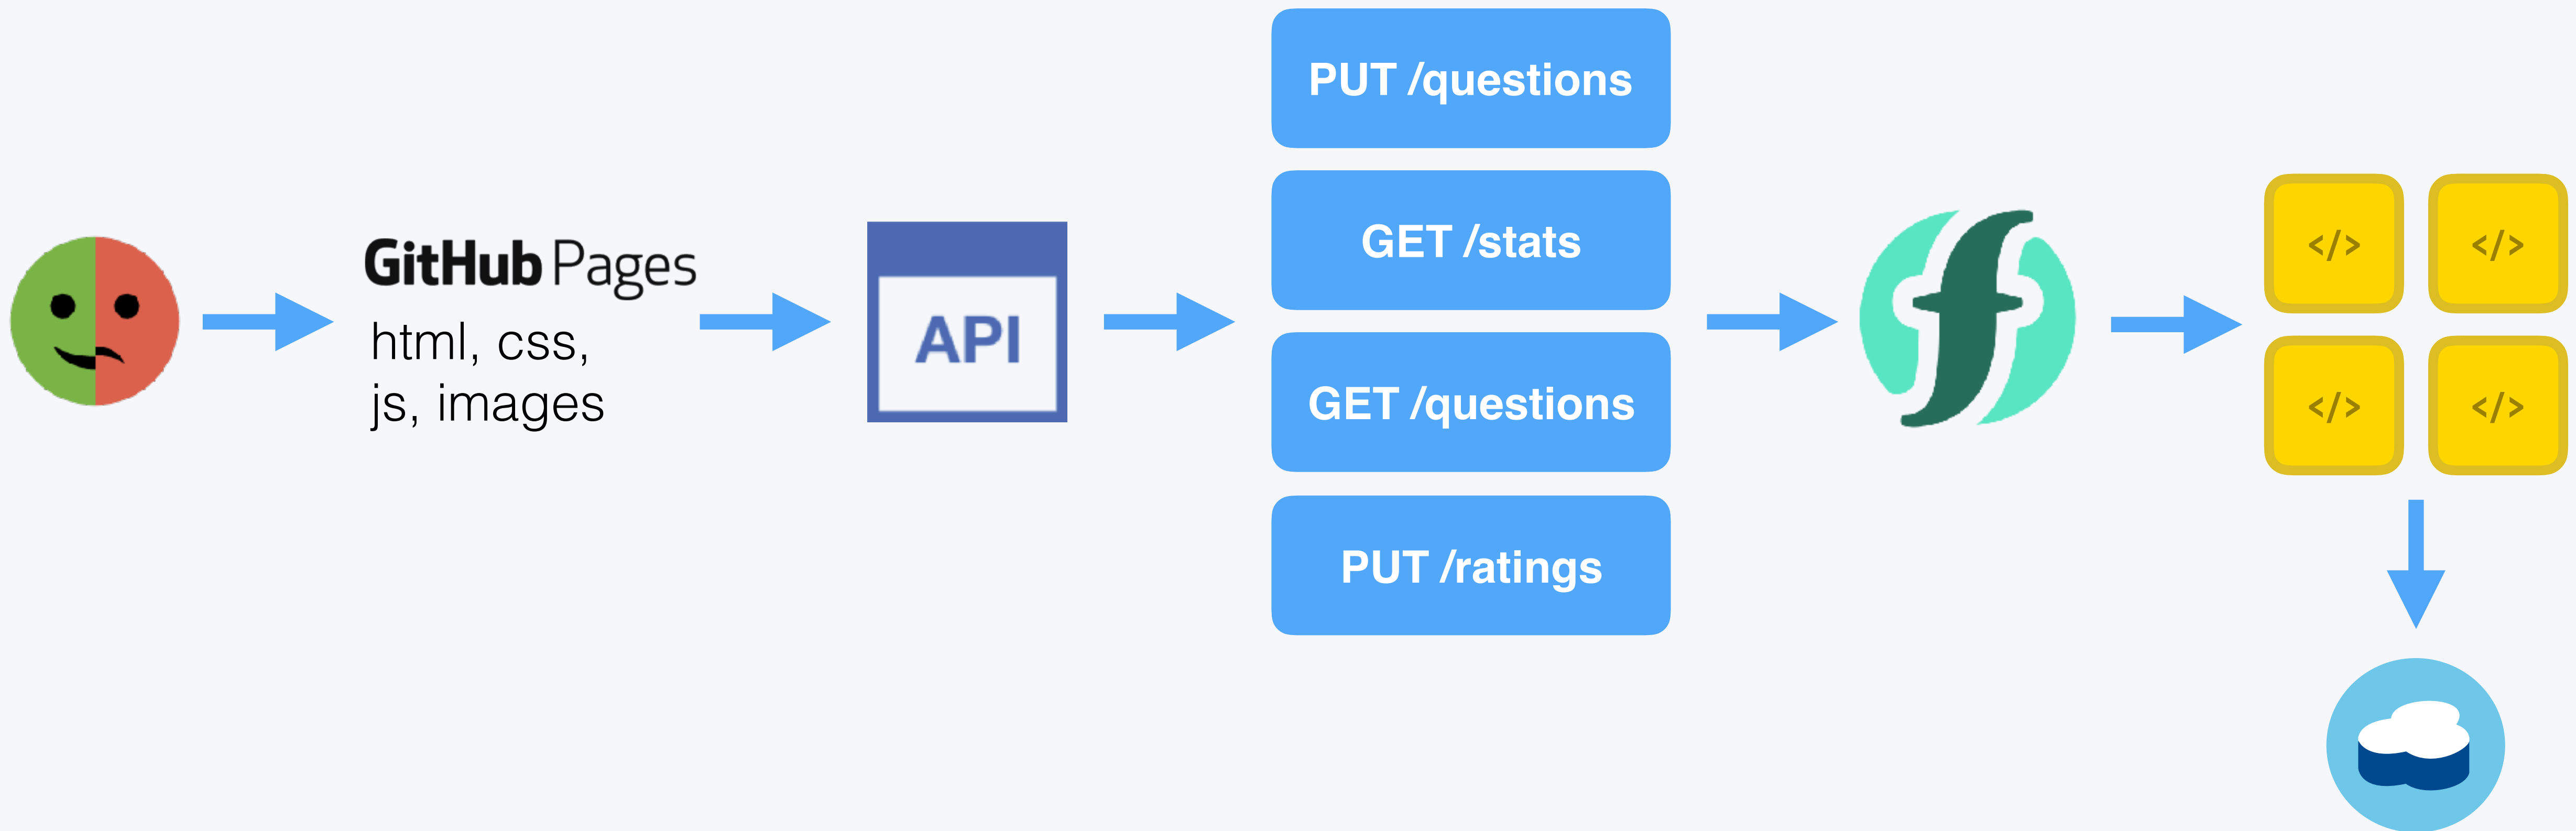 GitHub Pages
html, css,
js, images
API
PUT /questions
GET /stats
GET /questions
PUT /ratings
</>
</>
</>
</>